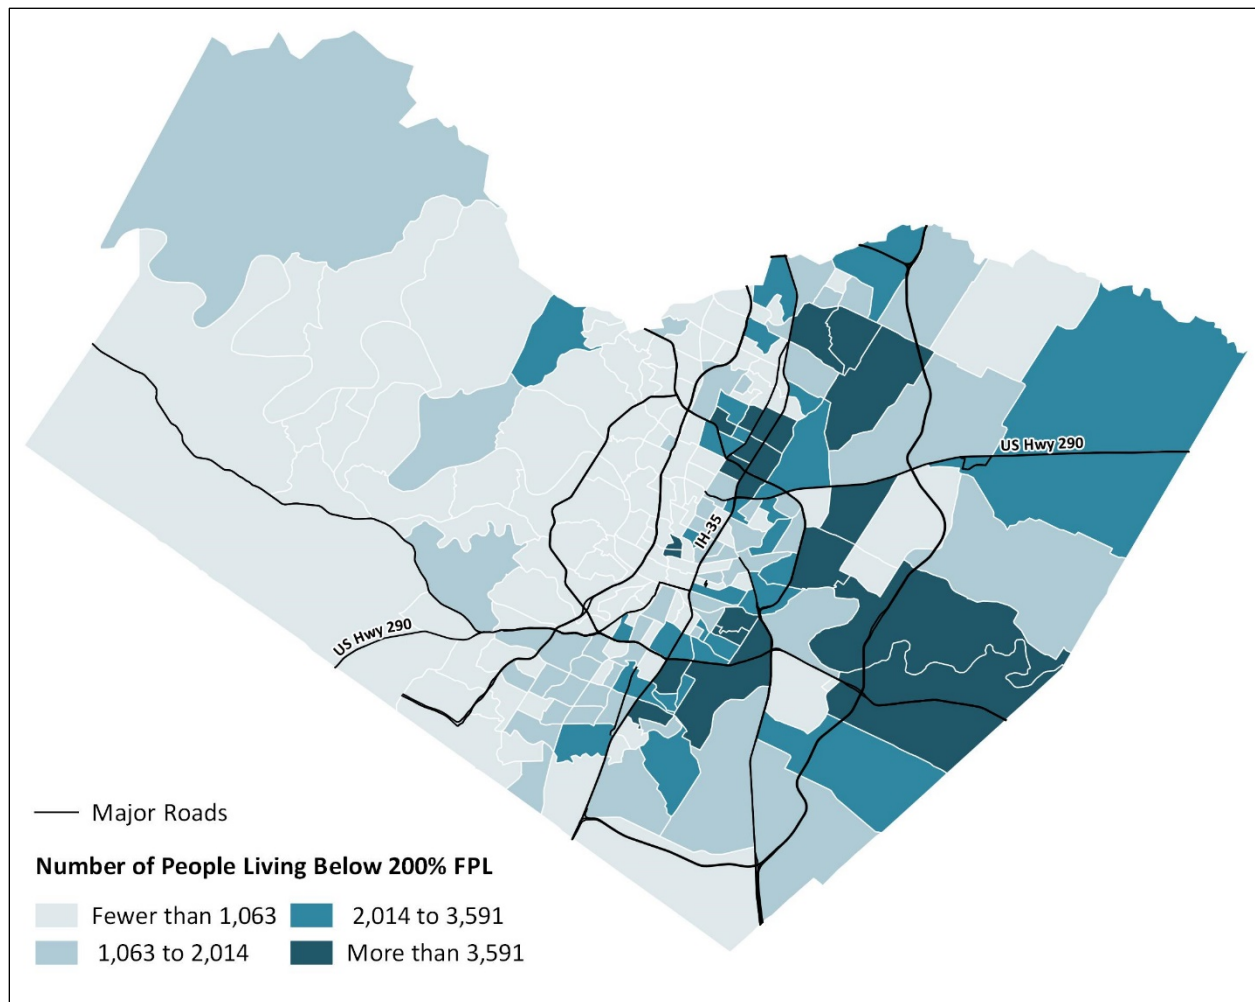 US Hwy 290
IH-35
US Hwy 290
Major Roads
Number of People Living Below 200% FPL
Fewer than 1,063
2,014 to 3,591
1,063 to 2,014
More than 3,591